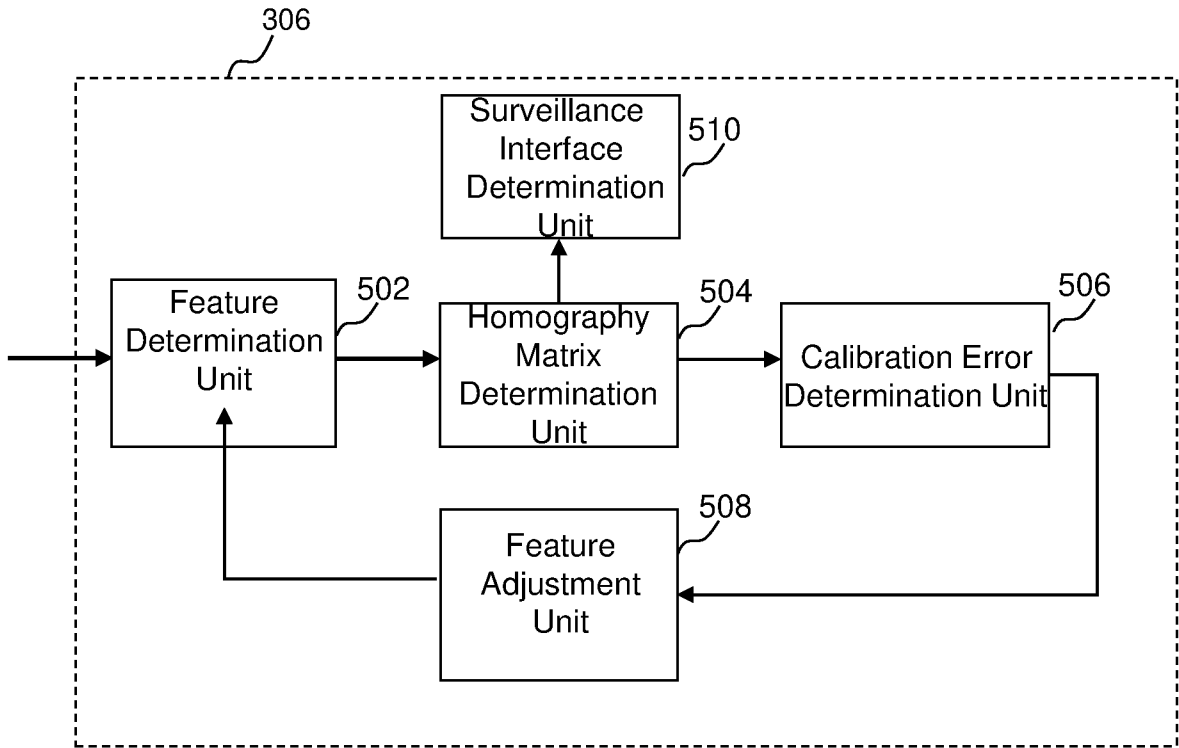 306
Surveillance
Interface
Determination
Unit
510
Feature
Determination
Unit
502
Homography
Matrix
Determination
Unit
504
Calibration Error
Determination Unit
506
Feature
Adjustment
Unit
508